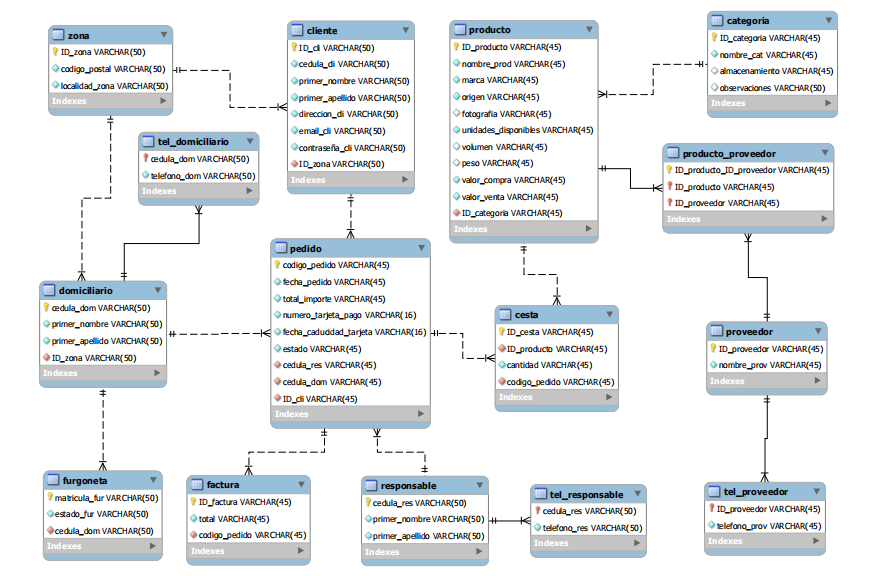 zona
ID_zona VARCHAR(50)
codigo_postal VARCHAR(50)
localidad_zona VARCHAR(50)
Indexes
cliente
ID_cli VARCHAR(50)
cedula_cli VARCHAR(50)
primer_nombre VARCHAR(50)
primer_apellido VARCHAR(50)
direccion_cli VARCHAR(50)
email_cli VARCHAR(50)
contraseña_cli VARCHAR(50)
ID_zona VARCHAR(50)
Indexes
producto
ID_producto VARCHAR(45)
nombre_prod VARCHAR(45)
marca VARCHAR(45)
origen VARCHAR(45)
fotografia VARCHAR(45)
unidades_disponibles VARCHAR(45)
volumen VARCHAR(45)
peso VARCHAR(45)
valor_compra VARCHAR(45)
valor_venta VARCHAR(45)
ID_categoria VARCHAR(45)
Indexes
categoria
ID_categoria VARCHAR(45)
nombre_cat VARCHAR(45)
almacenamiento VARCHAR(45)
observaciones VARCHAR(50)
Indexes
tel_domiciliario
cedula_dom VARCHAR(50)
telefono_dom VARCHAR(50)
Indexes
producto_proveedor
ID_producto_ID_proveedor VARCHAR(45)
ID_producto VARCHAR(45)
ID_proveedor VARCHAR(45)
Indexes
pedido
codigo_pedido VARCHAR(45)
fecha_pedido VARCHAR(45)
total_importe VARCHAR(45)
numero_tarjeta_pago VARCHAR(16)
fecha_caducidad_tarjeta VARCHAR(16)
estado VARCHAR(45)
cedula_res VARCHAR(45)
cedula_dom VARCHAR(45)
ID_cli VARCHAR(45)
Indexes
domiciliario
cedula_dom VARCHAR(50)
primer_nombre VARCHAR(50)
primer_apellido VARCHAR(50)
ID_zona VARCHAR(50)
Indexes
cesta
ID_cesta VARCHAR(45)
ID_producto VARCHAR(45)
cantidad VARCHAR(45)
codigo_pedido VARCHAR(45)
Indexes
proveedor
ID_proveedor VARCHAR(45)
nombre_prov VARCHAR(45)
Indexes
furgoneta
matricula_fur VARCHAR(50)
estado_fur VARCHAR(50)
cedula_dom VARCHAR(50)
Indexes
factura
ID_factura VARCHAR(45)
total VARCHAR(45)
codigo_pedido VARCHAR(45)
Indexes
responsable
cedula_res VARCHAR(50)
primer_nombre VARCHAR(50)
primer_apellido VARCHAR(50)
Indexes
tel_responsable
cedula_res VARCHAR(50)
telefono_res VARCHAR(50)
Indexes
tel_proveedor
ID_proveedor VARCHAR(45)
telefono_prov VARCHAR(45)
Indexes